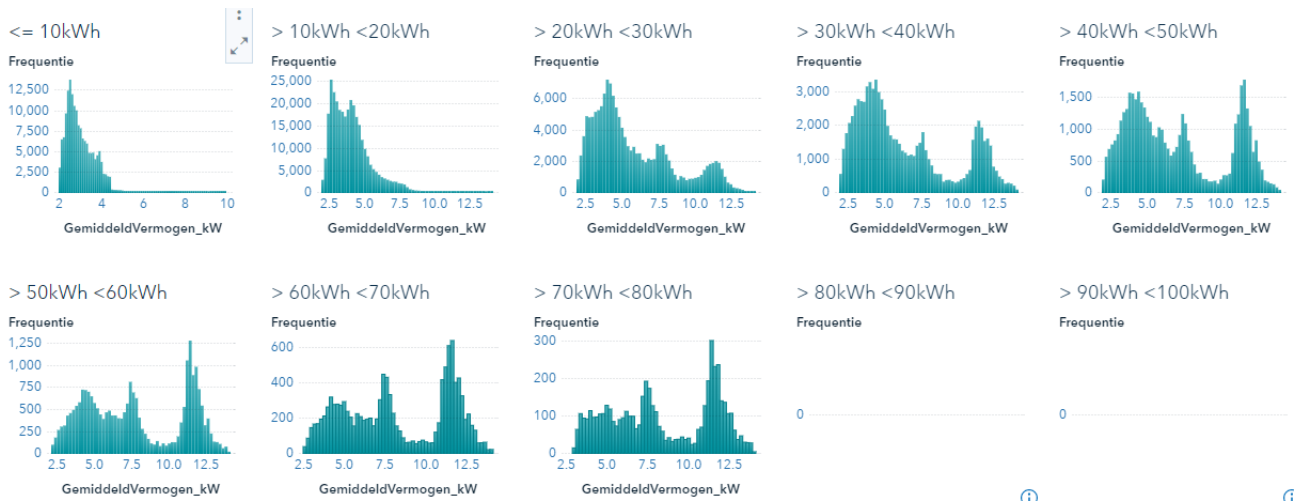 <= 10kWh
Frequentie
12,500
10,000
7,500
5,000
2,500
0
2 4 6 8 10
GemiddeldVermogen_kW
> 10kWh <20kWh
Frequentie
25,000
20,000
15,000
10,000
5,000
0
2.5 5.0 7.5 10.0 12.5
GemiddeldVermogen_kW
> 20kWh <30kWh
Frequentie
6,000
4,000
2,000
0
2.5 5.0 7.5 10.0 12.5
GemiddeldVermogen_kW
> 30kWh <40kWh
Frequentie
3,000
2,000
1,000
0
2.5 5.0 7.5 10.0 12.5
GemiddeldVermogen_kW
> 40kWh <50kWh
Frequentie
1,500
1,000
500
0
2.5 5.0 7.5 10.0 12.5
GemiddeldVermogen_kW
> 50kWh <60kWh
Frequentie
1,250
1,000
750
500
250
0
2.5 5.0 7.5 10.0 12.5
GemiddeldVermogen_kW
> 60kWh <70kWh
Frequentie
600
400
200
0
2.5 5.0 7.5 10.0 12.5
GemiddeldVermogen_kW
> 70kWh <80kWh
Frequentie
300
200
100
0
2.5 5.0 7.5 10.0 12.5
GemiddeldVermogen_kW
> 80kWh <90kWh
Frequentie
0
> 90kWh <100kWh
Frequentie
0